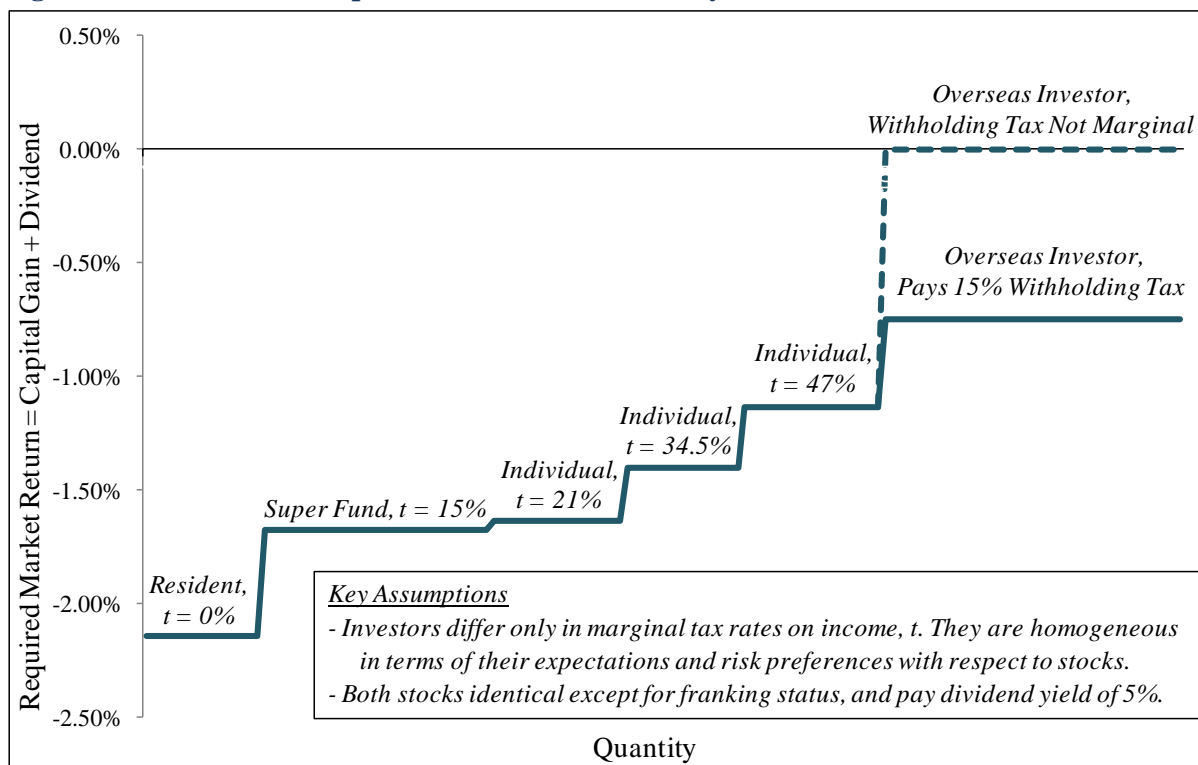 0.50%
0.00%
-0.50%
-1.00%
-1.50%
-2.00%
-2.50%
Required Market Return = Capital Gain + Dividend
Overseas Investor,
Withholding Tax Not Marginal
Overseas Investor,
Pays 15% Withholding Tax
Individual,
t = 47%
Individual,
t = 34.5%
Individual,
t = 21%
Super Fund, t = 15%
Resident,
t = 0%
Key Assumptions
- Investors differ only in marginal tax rates on income, t. They are homogeneous
in terms of their expectations and risk preferences with respect to stocks.
- Both stocks identical except for franking status, and pay dividend yield of 5%.
Quantity